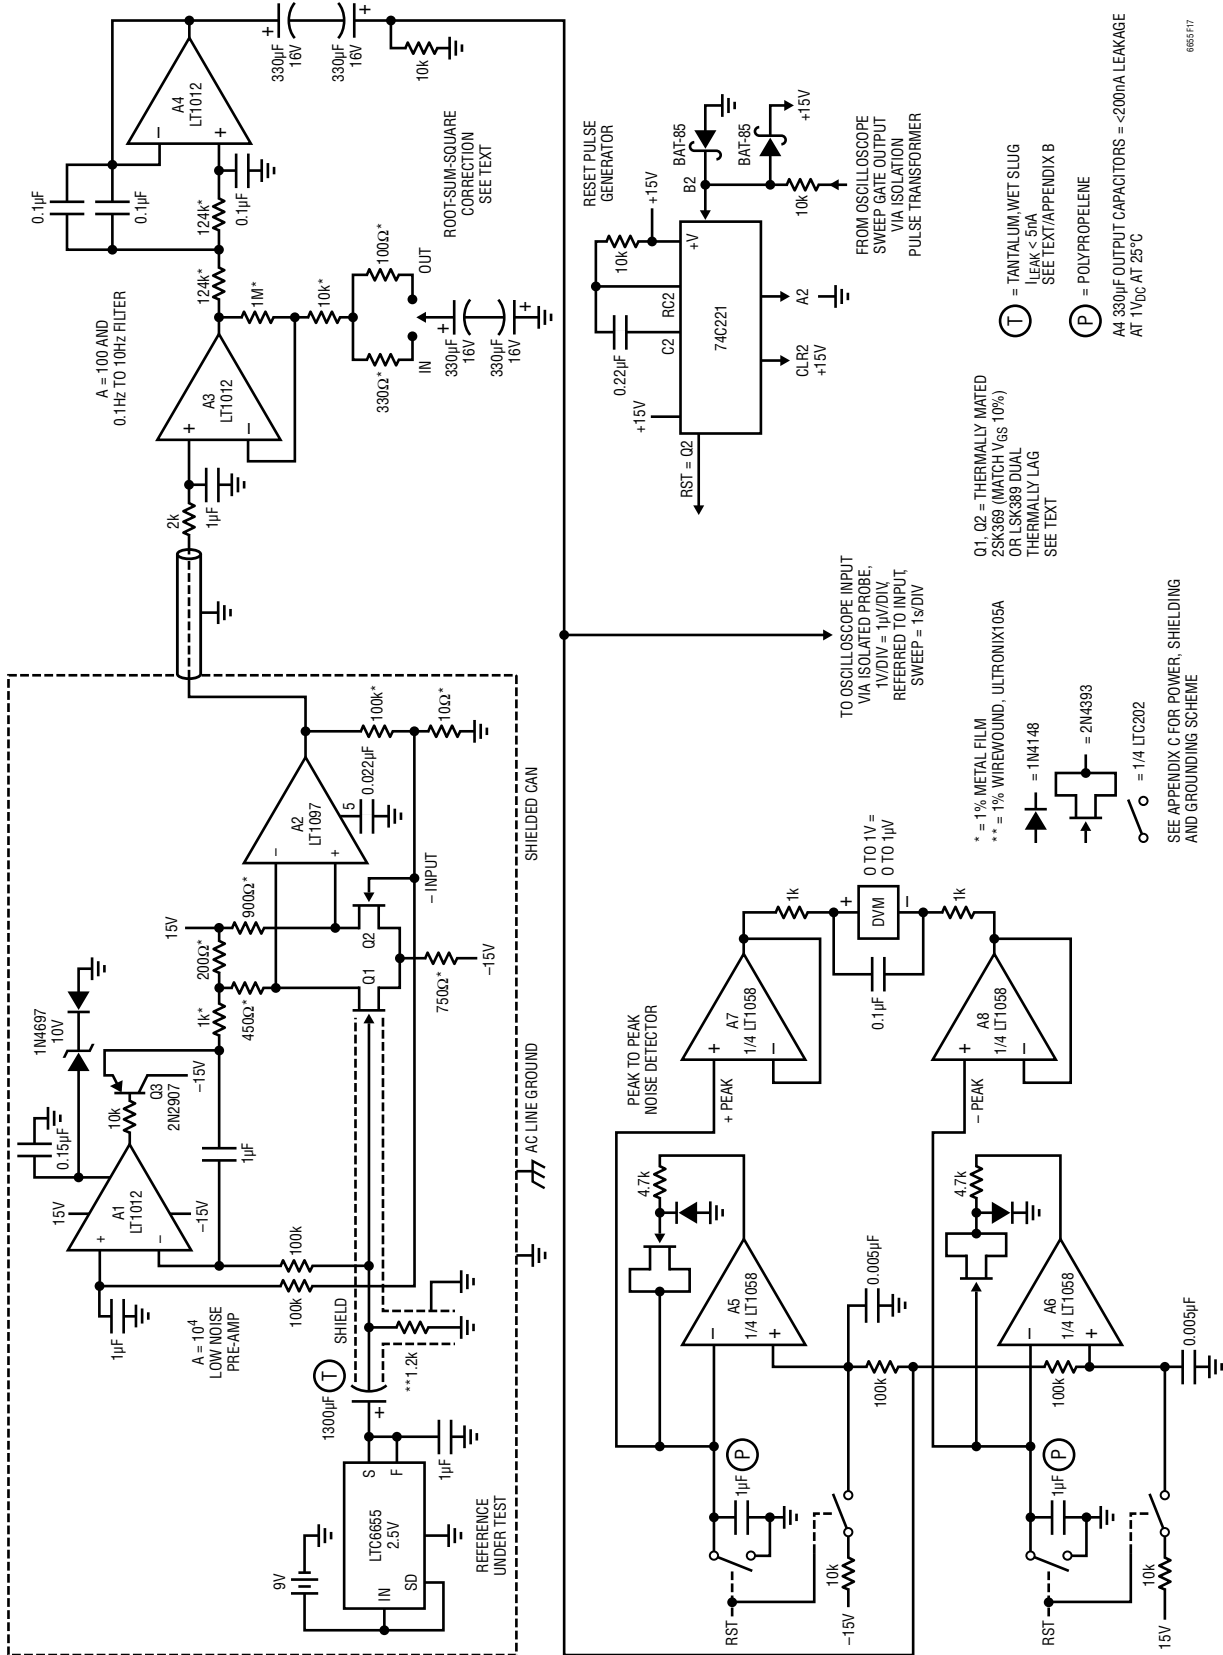 9V
LTC6655
2.5V
IN
SD
S
F
REFERENCE
UNDER TEST
1µF
1300µF
T
+
**1.2k
SHIELD
A = 10⁴
LOW NOISE
PRE-AMP
1µF
100k
100k
15V
+
–
A1
LT1012
–15V
0.15µF
1N4697
10V
10k
Q3
2N2907
–15V
1µF
1k*
200Ω*
15V
450Ω*
900Ω*
Q1
Q2
750Ω*
–15V
– INPUT
–
+
A2
LT1097
5
0.022µF
100k*
10Ω*
SHIELDED CAN
AC LINE GROUND
2k
1µF
+
–
A3
LT1012
A = 100 AND
0.1Hz TO 10Hz FILTER
124k*
1M*
10k*
330Ω*
100Ω*
IN
OUT
+
330µF
16V
330µF
16V
+
ROOT-SUM-SQUARE
CORRECTION
SEE TEXT
124k*
0.1µF
0.1µF
0.1µF
–
+
A4
LT1012
+
330µF
16V
330µF
16V
+
10k
TO OSCILLOSCOPE INPUT
VIA ISOLATED PROBE,
1V/DIV = 1µV/DIV,
REFERRED TO INPUT,
SWEEP = 1s/DIV
RESET PULSE
GENERATOR
+15V
0.22µF
10k
+15V
C2
RC2
+V
74C221
RST = Q2
CLR2
+15V
A2
B2
BAT-85
BAT-85
+15V
10k
FROM OSCILLOSCOPE
SWEEP GATE OUTPUT
VIA ISOLATION
PULSE TRANSFORMER
PEAK TO PEAK
NOISE DETECTOR
RST
1µF
P
10k
–15V
100k
0.005µF
–
+
A5
1/4 LT1058
4.7k
+ PEAK
+
–
A7
1/4 LT1058
1k
0.1µF
+
DVM
–
O TO 1V =
O TO 1µV
1k
RST
1µF
P
10k
15V
100k
0.005µF
–
+
A6
1/4 LT1058
4.7k
– PEAK
+
–
A8
1/4 LT1058
* = 1% METAL FILM
** = 1% WIREWOUND, ULTRONIX105A
= 1N4148
= 2N4393
= 1/4 LTC202
SEE APPENDIX C FOR POWER, SHIELDING
AND GROUNDING SCHEME
Q1, Q2 = THERMALLY MATED
2SK369 (MATCH VGS 10%)
OR LSK389 DUAL
THERMALLY LAG
SEE TEXT
T = TANTALUM,WET SLUG
ILEAK < 5nA
SEE TEXT/APPENDIX B
P = POLYPROPELENE
A4 330µF OUTPUT CAPACITORS = <200nA LEAKAGE
AT 1VDC AT 25°C
6655 F17